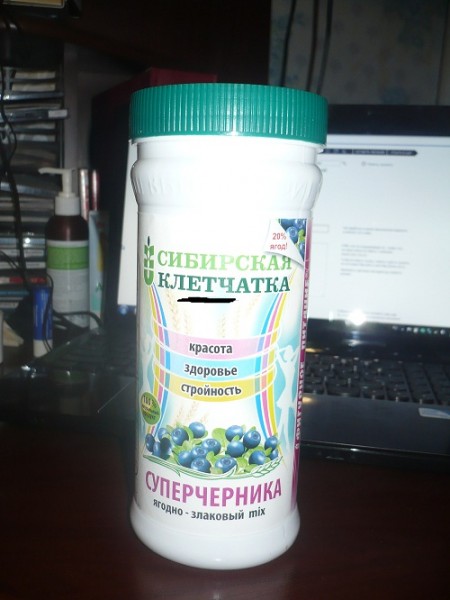 20%
ягод!
СИБИРСКАЯ
КЛЕТЧАТКА
красота
здоровье
стройность
СУПЕРЧЕРНИКА
ягодно - злаковый mix